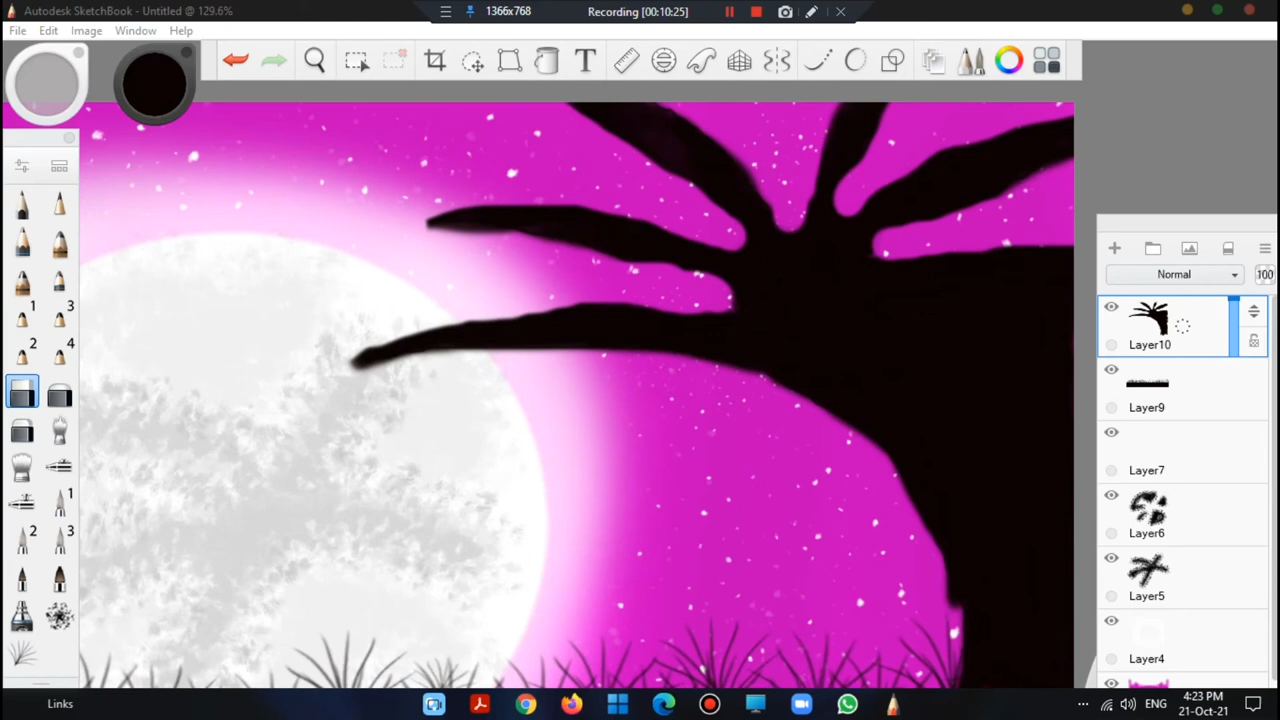 Autodesk SketchBook - Untitled @ 129.6%
1366x768
Recording [00:10:25]
File Edit Image Window Help
T
1 3
2 4
1
2 3
Normal 100
Layer10
Layer9
Layer7
Layer6
Layer5
Layer4
Links
ENG
4:23 PM
21-Oct-21